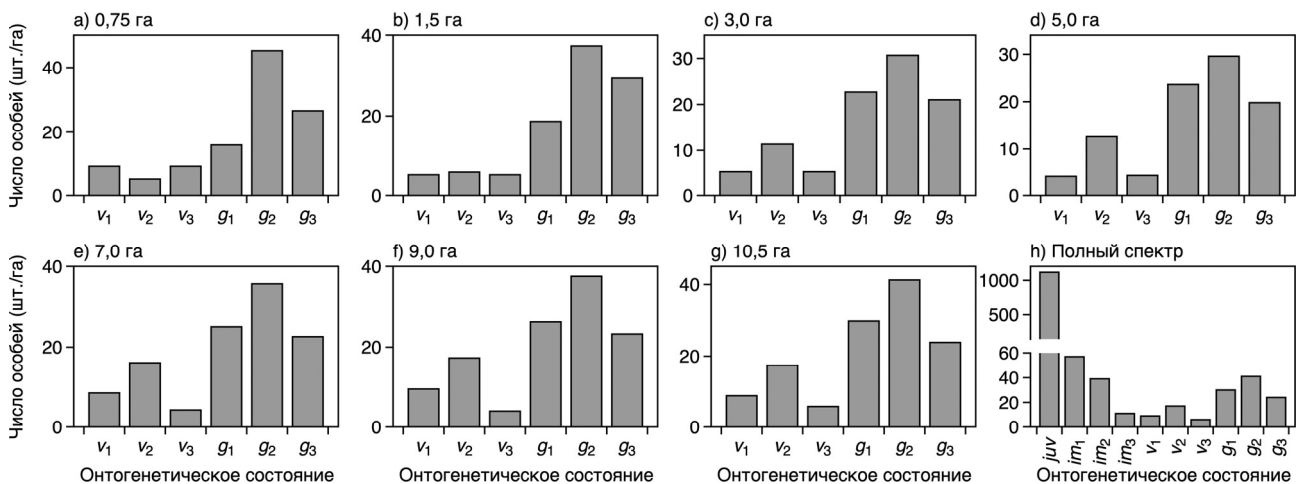 a) 0,75 га
b) 1,5 га
c) 3,0 га
d) 5,0 га
Число особей (шт./га)
40
20
0
v1 v2 v3 g1 g2 g3
40
20
0
v1 v2 v3 g1 g2 g3
30
20
10
0
v1 v2 v3 g1 g2 g3
30
20
10
0
v1 v2 v3 g1 g2 g3
e) 7,0 га
f) 9,0 га
g) 10,5 га
h) Полный спектр
Число особей (шт./га)
40
20
0
v1 v2 v3 g1 g2 g3
Онтогенетическое состояние
40
20
0
v1 v2 v3 g1 g2 g3
Онтогенетическое состояние
40
20
0
v1 v2 v3 g1 g2 g3
Онтогенетическое состояние
1000
500
60
40
20
0
juv im1 im2 im3 v1 v2 v3 g1 g2 g3
Онтогенетическое состояние